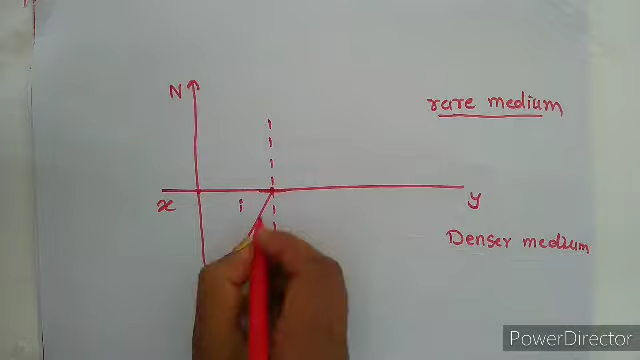 N
rare medium
x
i
y
Denser medium
PowerDirector